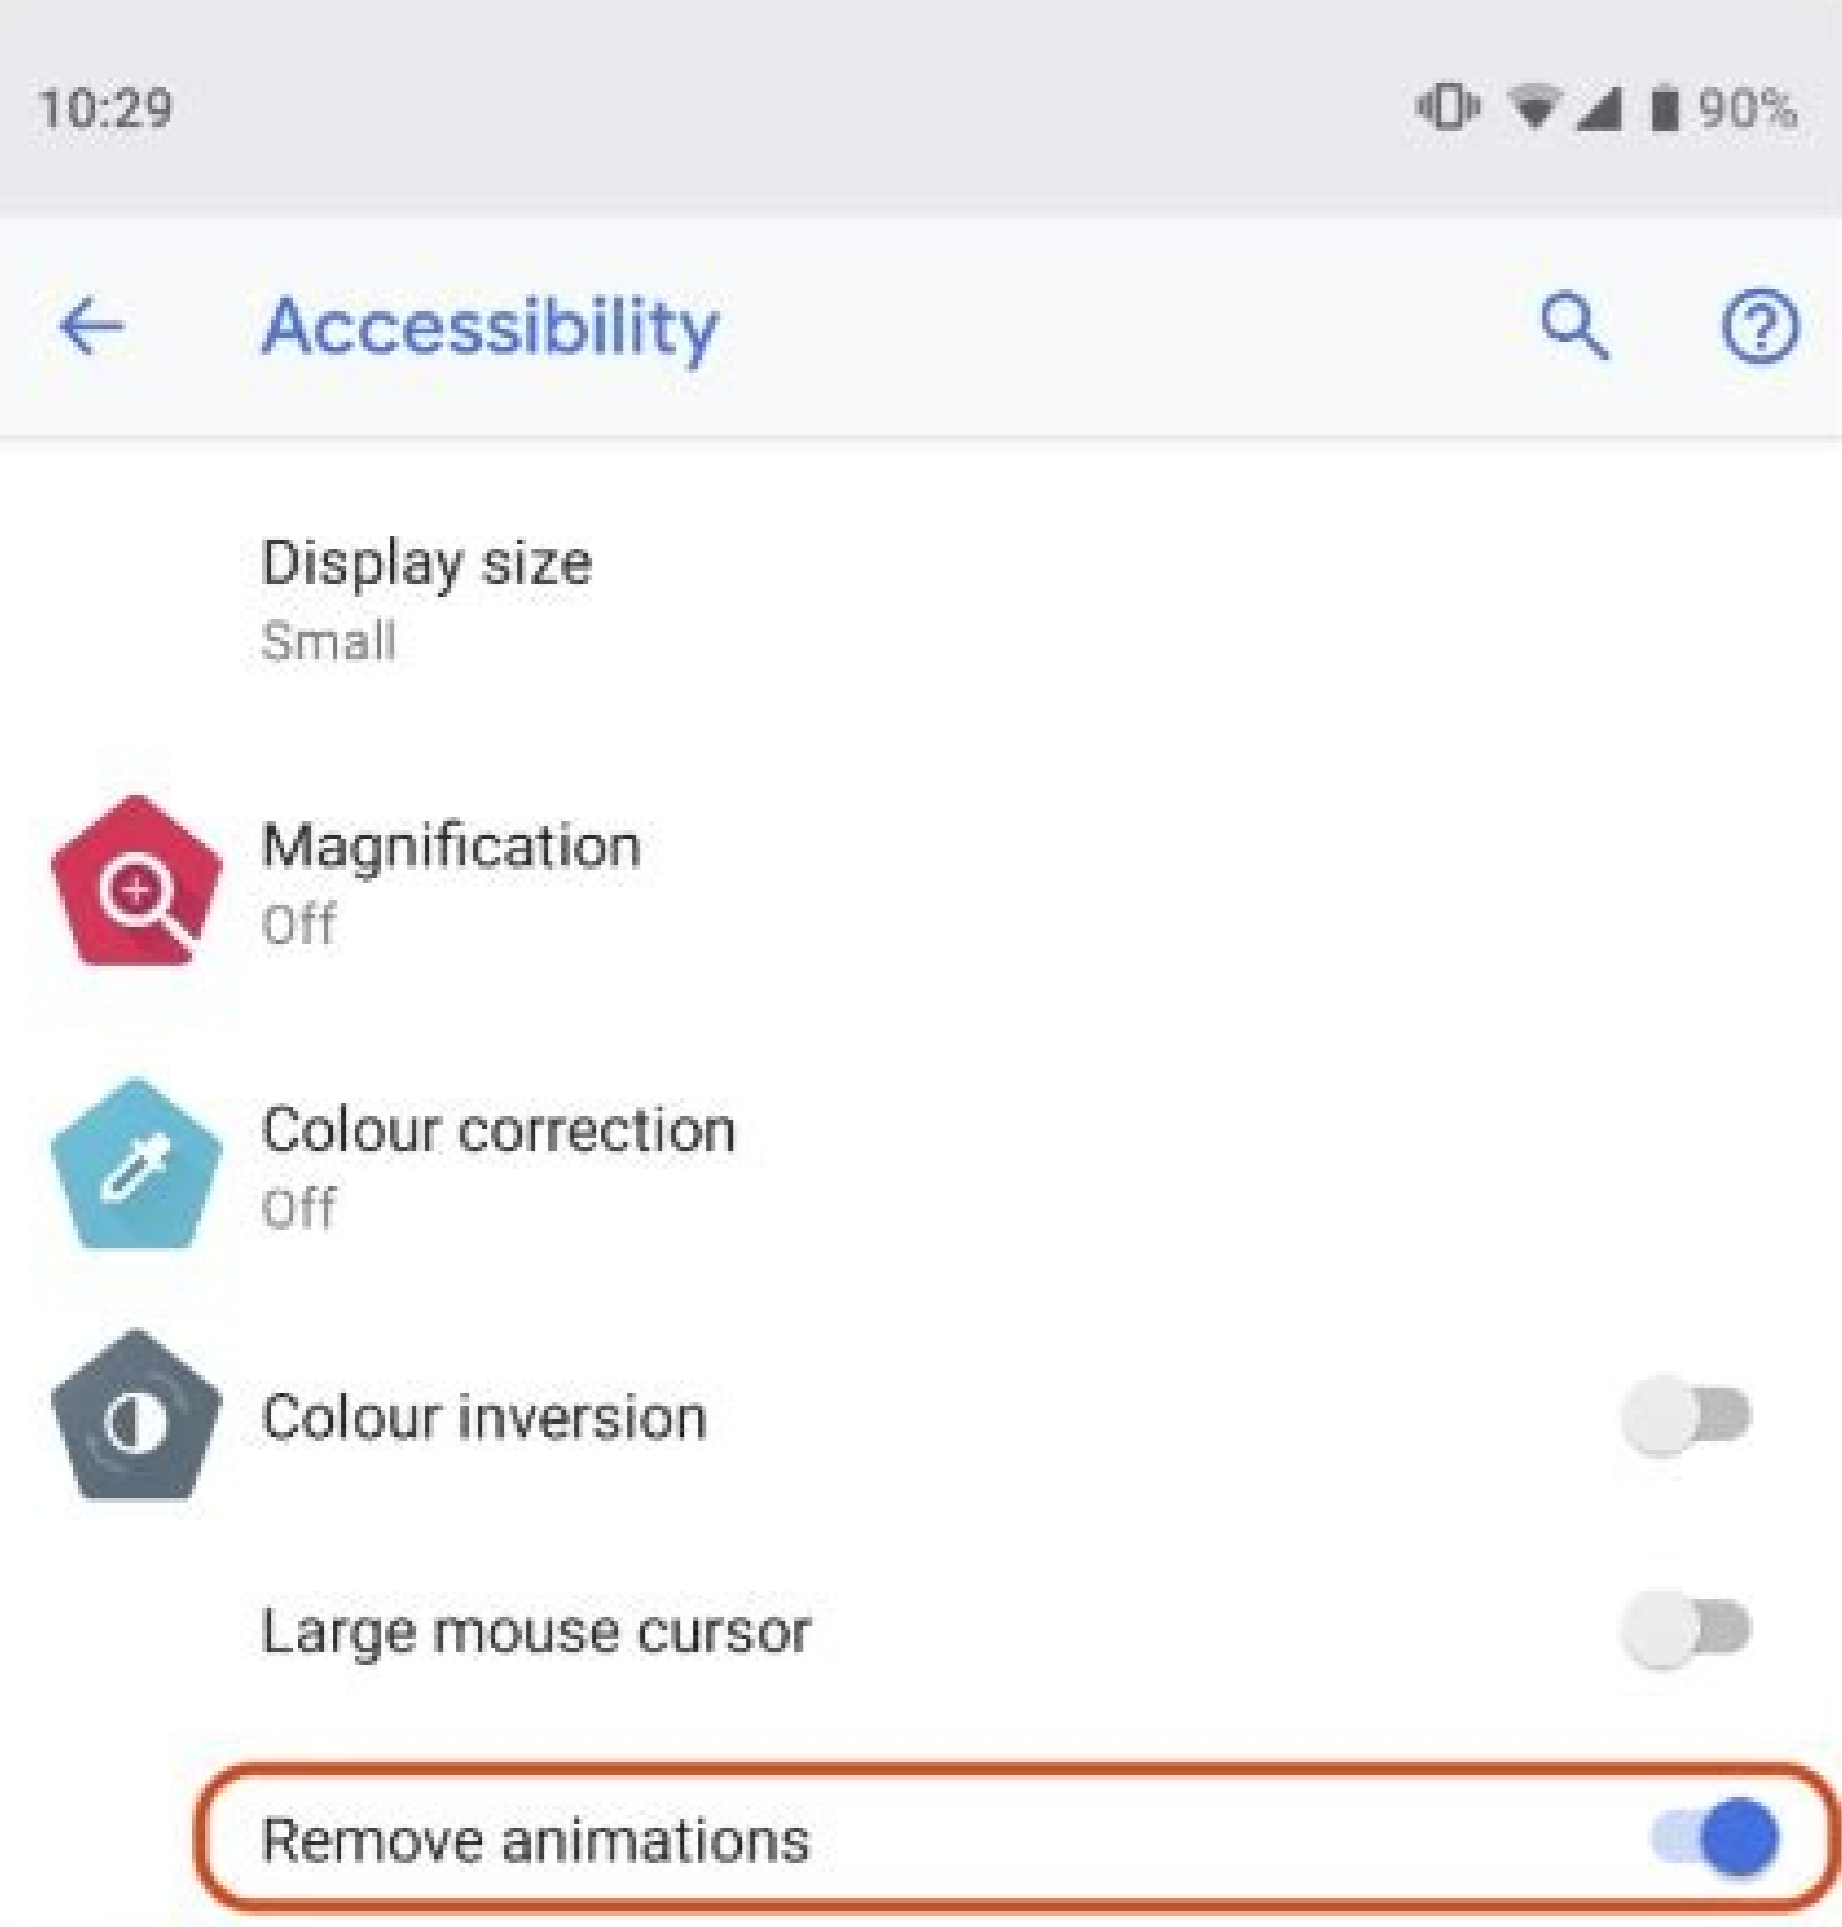 10:29 90%
Accessibility
Display size
Small
Magnification
Off
Colour correction
Off
Colour inversion
Large mouse cursor
Remove animations